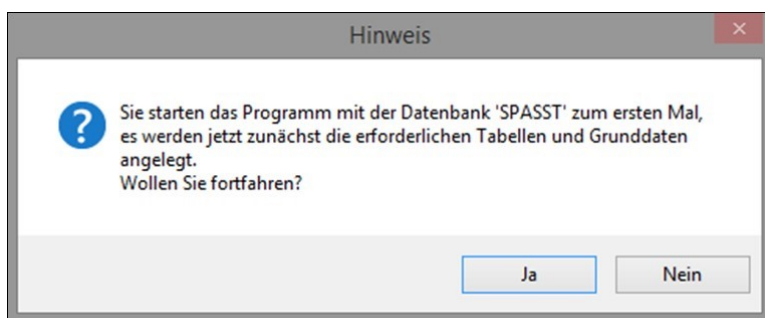 Hinweis
Sie starten das Programm mit der Datenbank 'SPASST' zum ersten Mal,
es werden jetzt zunächst die erforderlichen Tabellen und Grunddaten
angelegt.
Wollen Sie fortfahren?
Ja
Nein